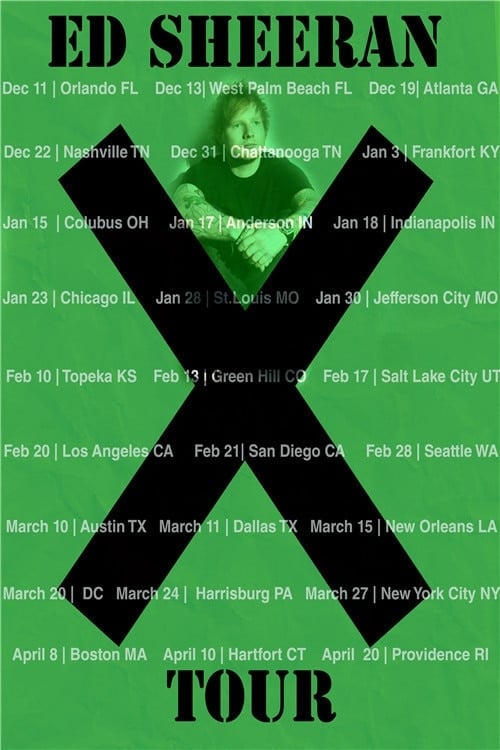 ED SHEERAN
Dec 11 | Orlando FL Dec 13| West Palm Beach FL Dec 19| Atlanta GA
Dec 22 | Nashville TN Dec 31 | Chattanooga TN Jan 3 | Frankfort KY
Jan 15 | Colubus OH Jan 17 | Anderson IN Jan 18 | Indianapolis IN
Jan 23 | Chicago IL Jan 28 | St.Louis MO Jan 30 | Jefferson City MO
Feb 10 | Topeka KS Feb 13 | Green Hill CO Feb 17 | Salt Lake City UT
Feb 20 | Los Angeles CA Feb 21| San Diego CA Feb 28 | Seattle WA
March 10 | Austin TX March 11 | Dallas TX March 15 | New Orleans LA
March 20 | DC March 24 | Harrisburg PA March 27 | New York City NY
April 8 | Boston MA April 10 | Hartfort CT April 20 | Providence RI
TOUR